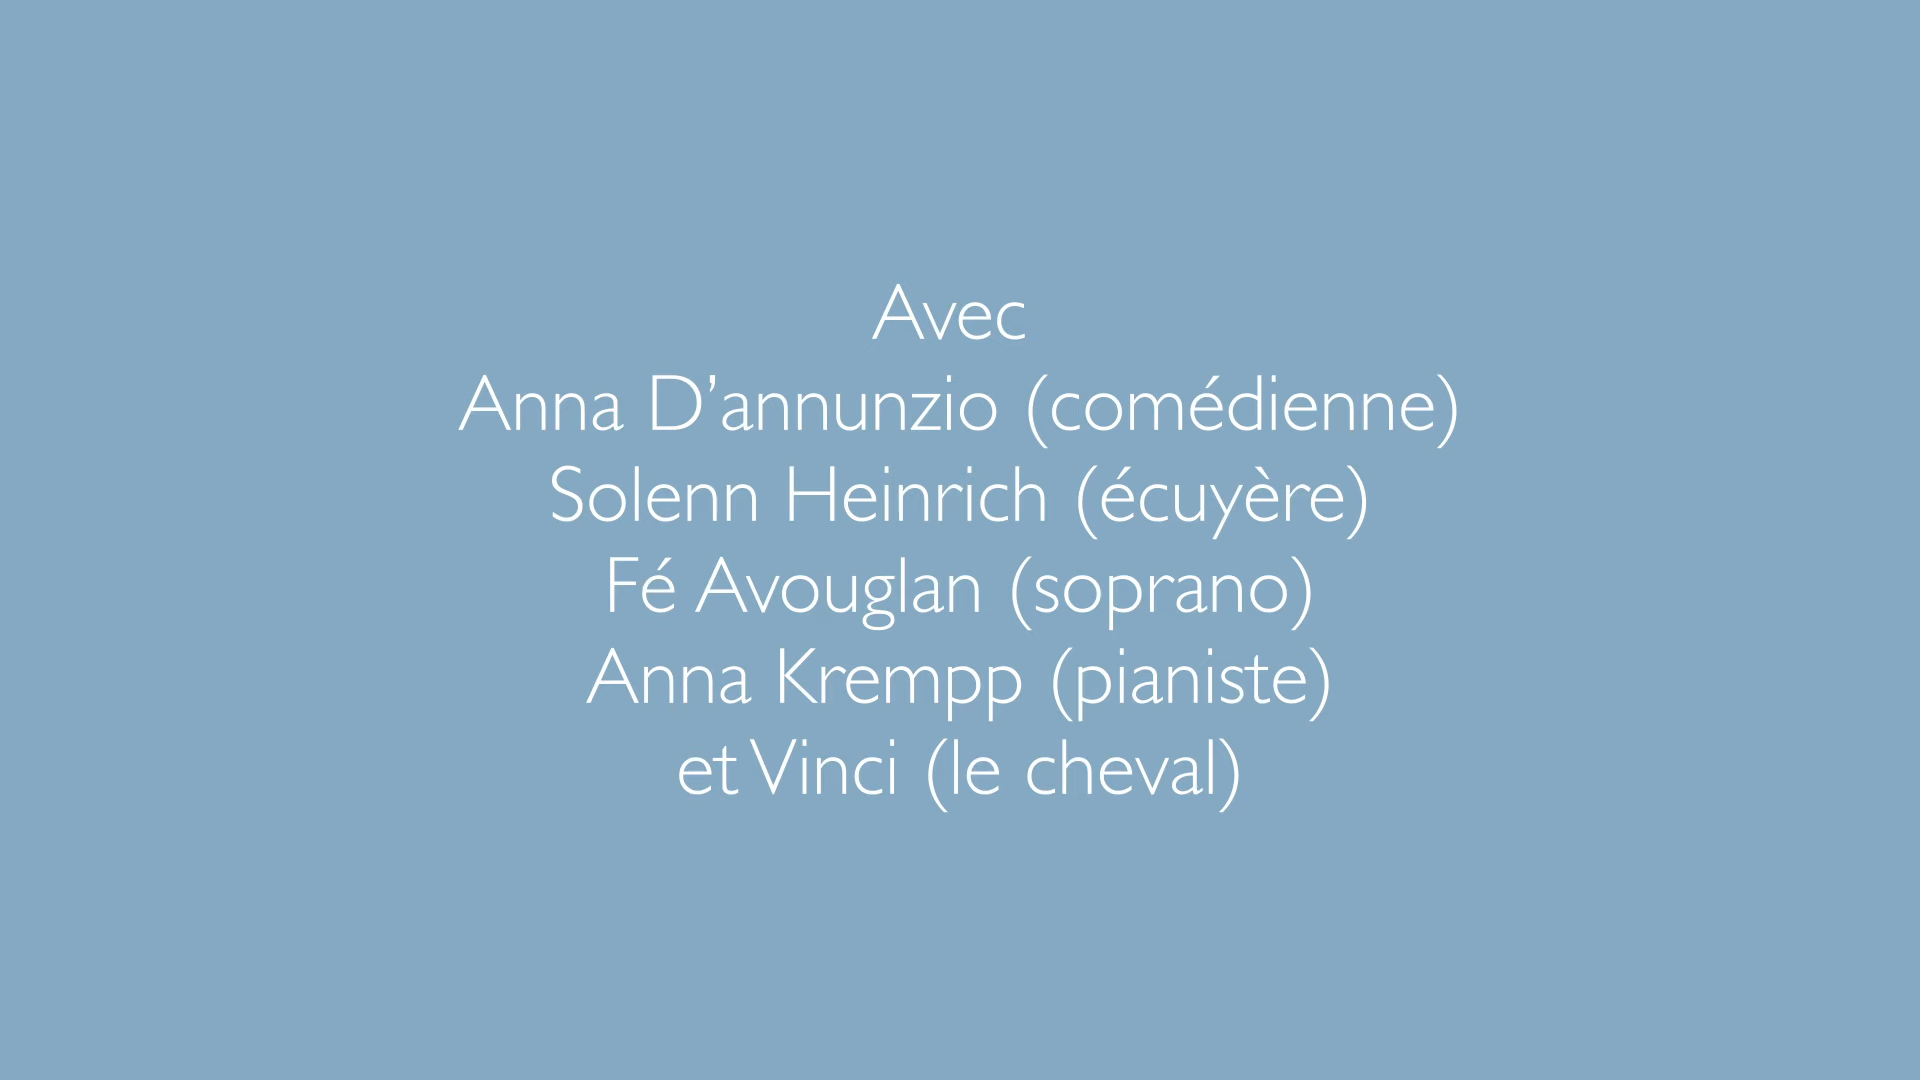 Avec
Anna D’annunzio (comédienne)
Solenn Heinrich (écuyère)
Fé Avouglan (soprano)
Anna Krempp (pianiste)
et Vinci (le cheval)